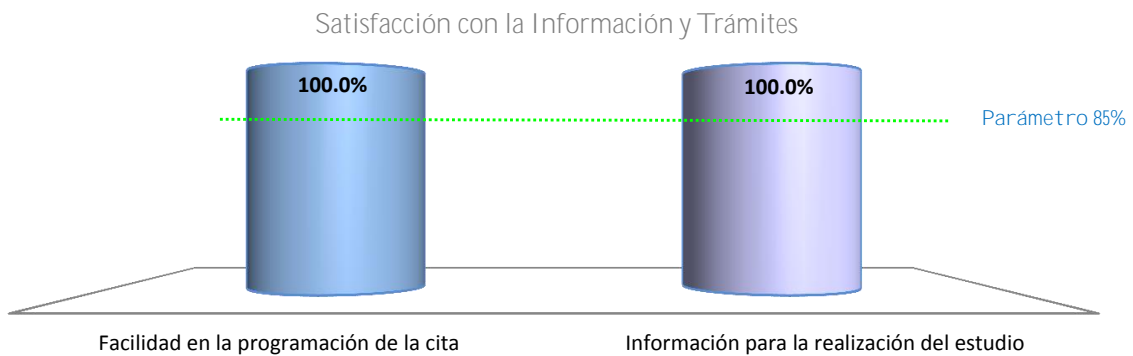 Satisfacción con la Información y Trámites
100.0%
100.0%
Parámetro 85%
Facilidad en la programación de la cita
Información para la realización del estudio